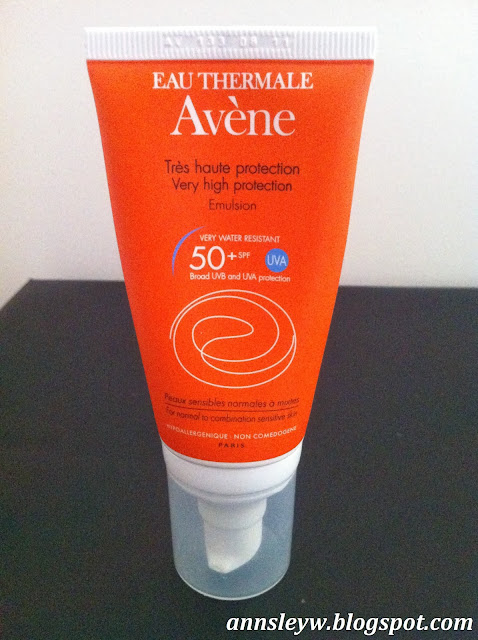 EAU THERMALE
Avène
Très haute protection
Very high protection
Emulsion
VERY WATER RESISTANT
50+ SPF UVA
Broad UVB and UVA protection
Peaux sensibles normales à mixtes
For normal to combination sensitive skin
HYPOALLERGENIQUE - NON COMEDOGENE
PARIS
annsleyw.blogspot.com